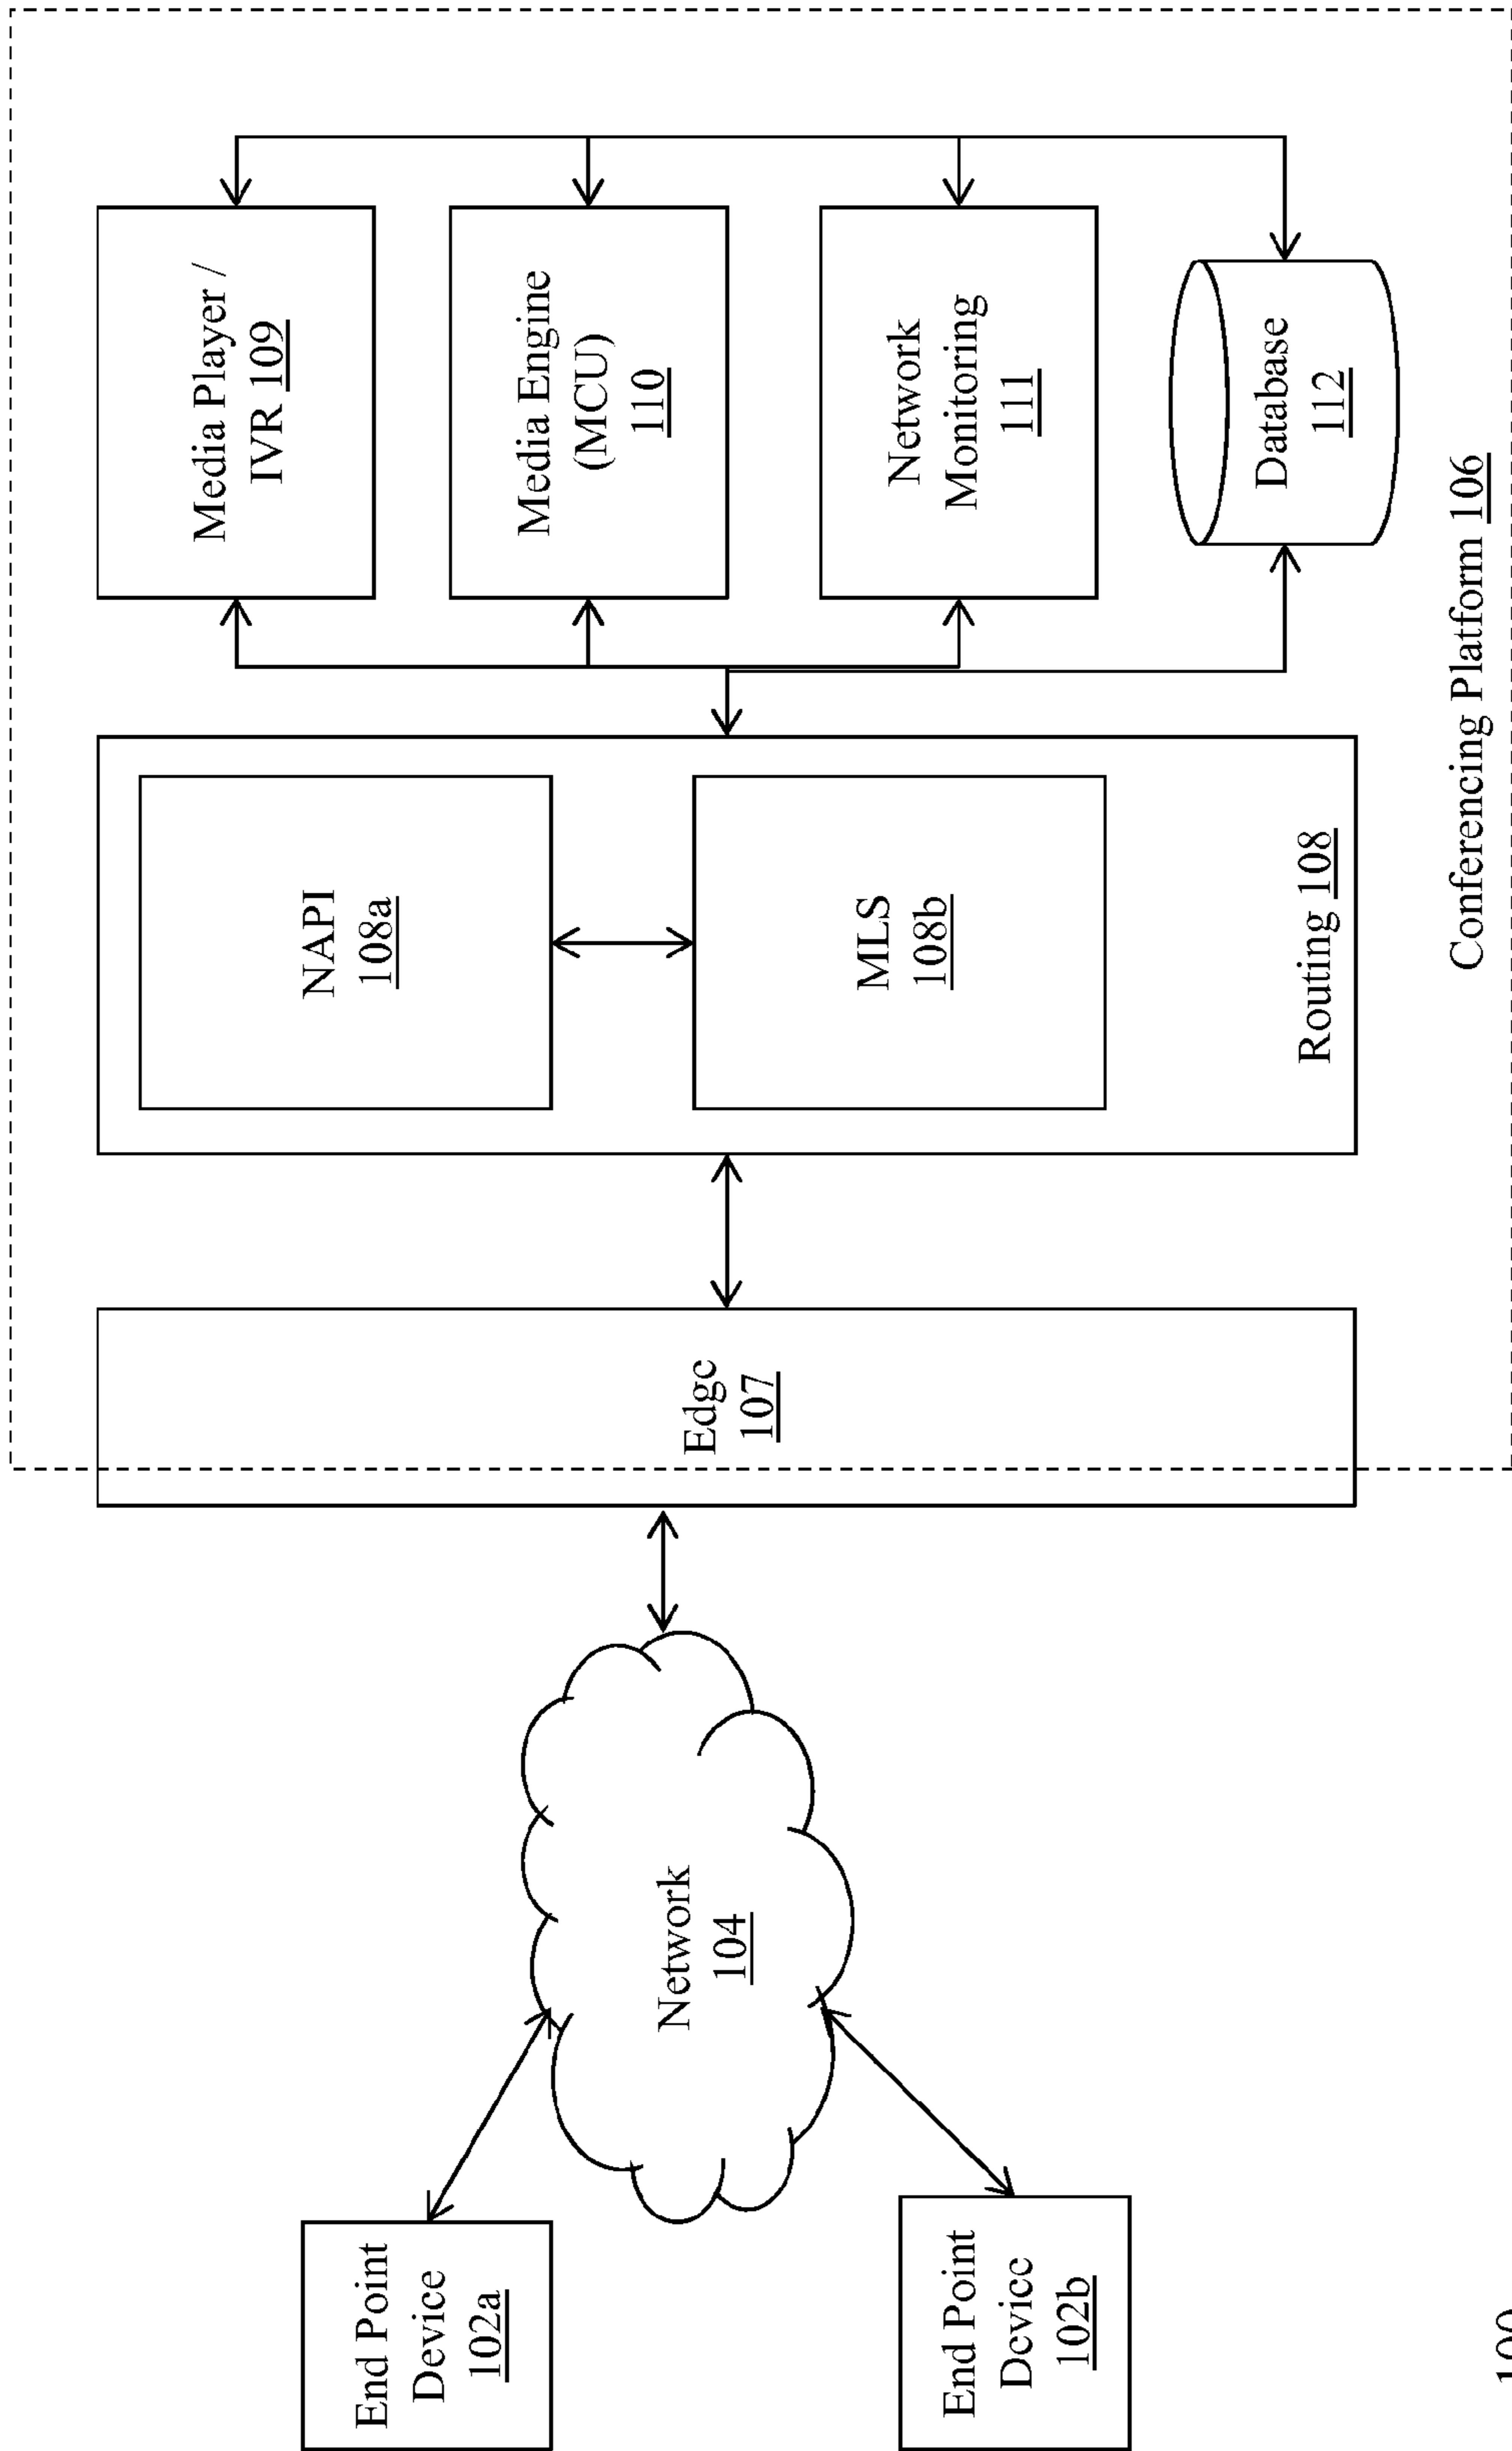 End Point
Device
102a
End Point
Device
102b
Network
104
Edge
107
NAPI
108a
MLS
108b
Routing 108
Media Player /
IVR 109
Media Engine
(MCU)
110
Network
Monitoring
111
Database
112
Conferencing Platform 106
100